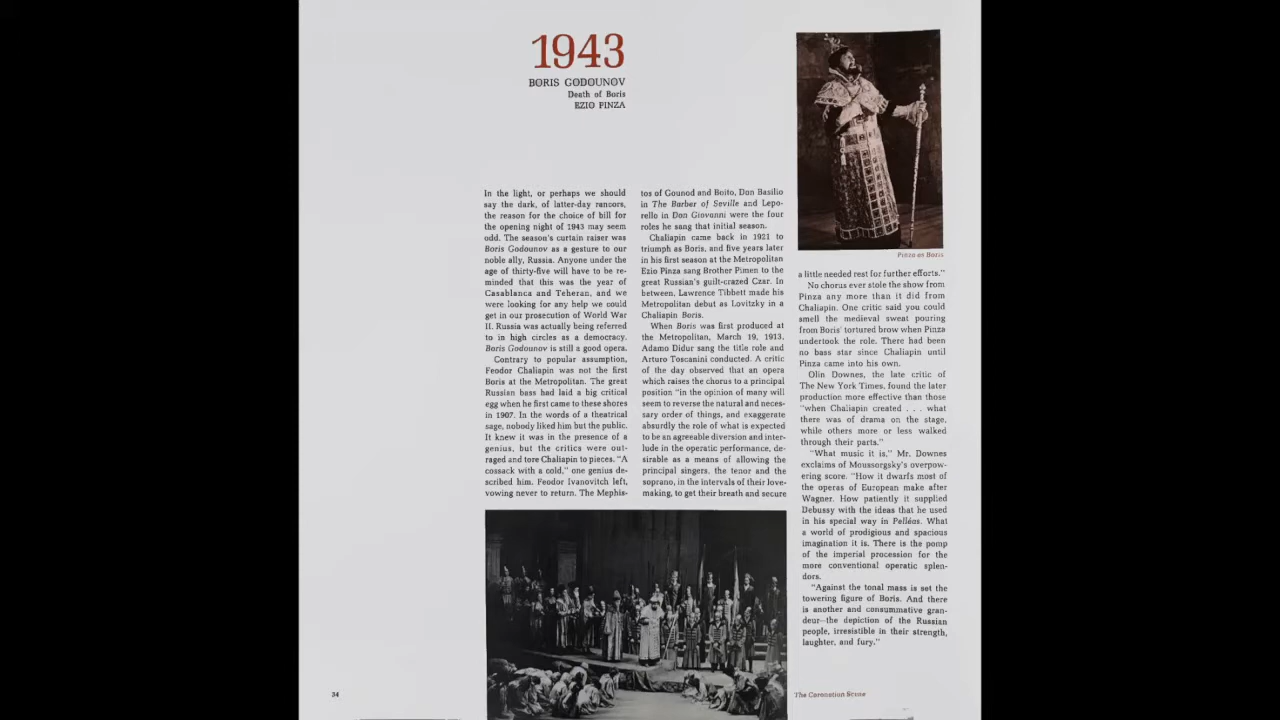 1943
BORIS GODOUNOV
Death of Boris
EZIO PINZA
In the light, or perhaps we should
say the dark, of latter-day rancors,
the reason for the choice of bill for
the opening night of 1943 may seem
odd. The season's curtain raiser was
Boris Godounov as a gesture to our
noble ally, Russia. Anyone under the
age of thirty-five will have to be re-
minded that this was the year of
Casablanca and Teheran, and we
were looking for any help we could
get in our prosecution of World War
II. Russia was actually being referred
to in high circles as a democracy.
Boris Godounov is still a good opera.
Contrary to popular assumption,
Feodor Chaliapin was not the first
Boris at the Metropolitan. The great
Russian bass had laid a big critical
egg when he first came to these shores
in 1907. In the words of a theatrical
sage, nobody liked him but the public.
It knew it was in the presence of a
genius, but the critics were out-
raged and tore Chaliapin to pieces. "A
cossack with a cold," one genius de-
scribed him. Feodor Ivanovitch left,
vowing never to return. The Mephis-
tos of Gounod and Boito, Don Basilio
in The Barber of Seville and Lepo-
rello in Don Giovanni were the four
roles he sang that initial season.
Chaliapin came back in 1921 to
triumph as Boris, and five years later
in his first season at the Metropolitan
Ezio Pinza sang Brother Pimen to the
great Russian's guilt-crazed Czar. In
between, Lawrence Tibbett made his
Metropolitan debut as Lovitzky in a
Chaliapin Boris.
When Boris was first produced at
the Metropolitan, March 19, 1913,
Adamo Didur sang the title role and
Arturo Toscanini conducted. A critic
of the day observed that an opera
which raises the chorus to a principal
position "in the opinion of many will
seem to reverse the natural and neces-
sary order of things, and exaggerate
absurdly the role of what is expected
to be an agreeable diversion and inter-
lude in the operatic performance, de-
sirable as a means of allowing the
principal singers, the tenor and the
soprano, in the intervals of their love-
making, to get their breath and secure
Pinza as Boris
a little needed rest for further efforts."
No chorus ever stole the show from
Pinza any more than it did from
Chaliapin. One critic said you could
smell the medieval sweat pouring
from Boris' tortured brow when Pinza
undertook the role. There had been
no bass star since Chaliapin until
Pinza came into his own.
Olin Downes, the late critic of
The New York Times, found the later
production more effective than those
"when Chaliapin created . . . what
there was of drama on the stage,
while others more or less walked
through their parts."
"What music it is," Mr. Downes
exclaims of Moussorgsky's overpow-
ering score. "How it dwarfs most of
the operas of European make after
Wagner. How patiently it supplied
Debussy with the ideas that he used
in his special way in Pelléas. What
a world of prodigious and spacious
imagination it is. There is the pomp
of the imperial procession for the
more conventional operatic splen-
dors.
"Against the tonal mass is set the
towering figure of Boris. And there
is another and consummative gran-
deur—the depiction of the Russian
people, irresistible in their strength,
laughter, and fury."
34
The Coronation Scene